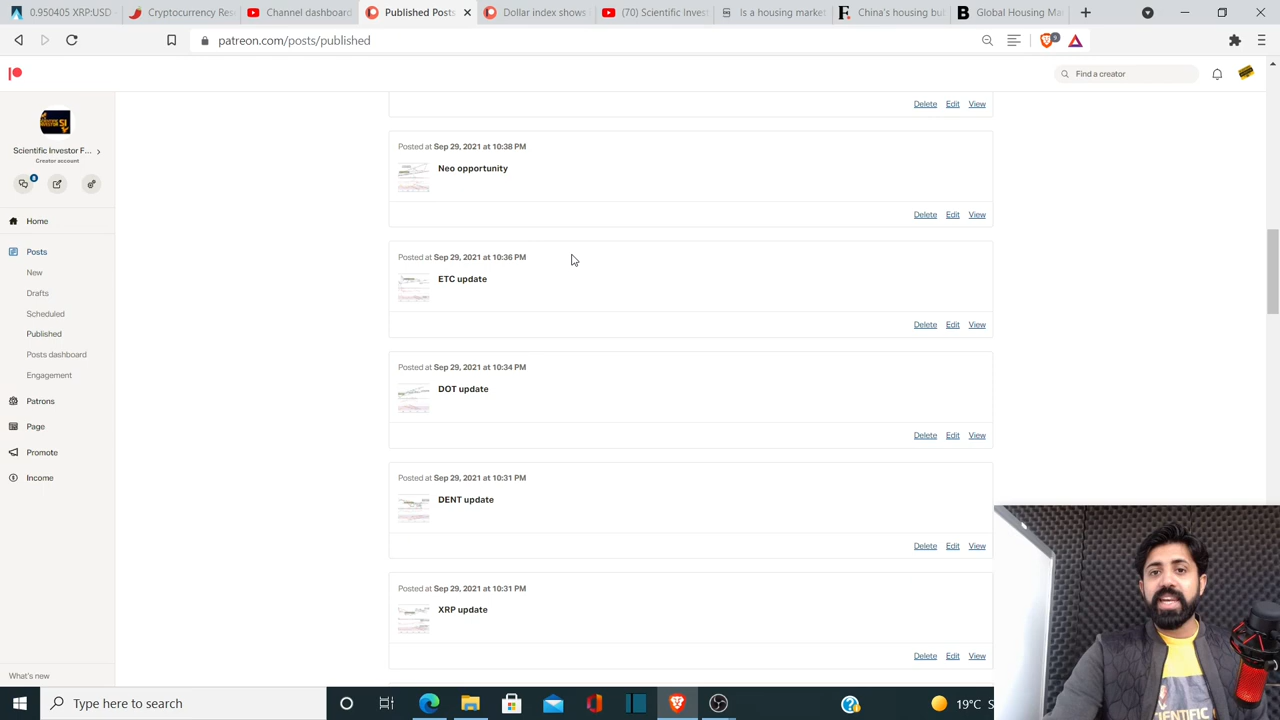 0.950405 XRP:USD
Cryptocurrency Res
Channel dashboard
Published Posts
Dollar index shows
(70) Scientific Inves
Is a housing market
China's housing bu
Global Housing Ma
patreon.com/posts/published
9
Find a creator
Scientific Investor F...
Creator account
Home
Posts
New
Drafts
Scheduled
Published
Posts dashboard
Engagement
Patrons
Page
Promote
Income
What's new
Delete Edit View
Posted at Sep 29, 2021 at 10:38 PM
Neo opportunity
Delete Edit View
Posted at Sep 29, 2021 at 10:36 PM
ETC update
Delete Edit View
Posted at Sep 29, 2021 at 10:34 PM
DOT update
Delete Edit View
Posted at Sep 29, 2021 at 10:31 PM
DENT update
Delete Edit View
Posted at Sep 29, 2021 at 10:31 PM
XRP update
Delete Edit View
Type here to search
19°C S